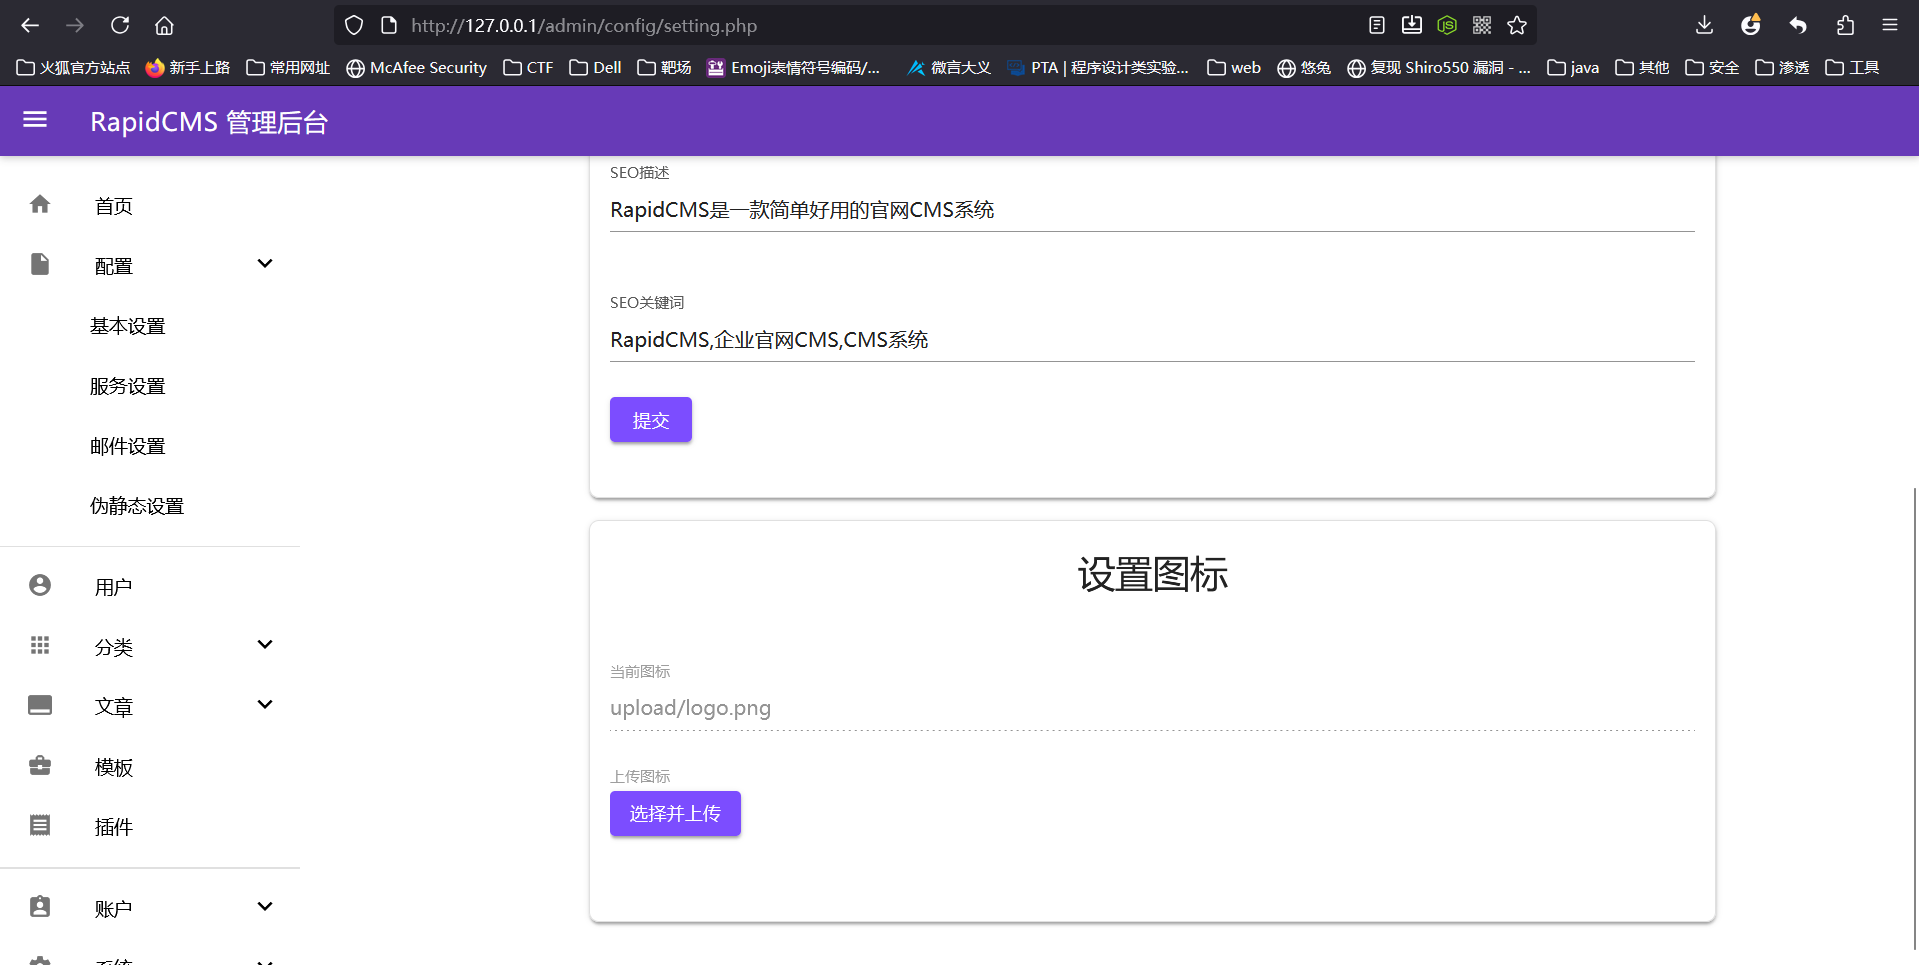 http://127.0.0.1/admin/config/setting.php
火狐官方站点 新手上路 常用网址 McAfee Security CTF Dell 靶场 Emoji表情符号编码/... 微言大义 PTA | 程序设计类实验... web 悠兔 复现 Shiro550 漏洞 - ... java 其他 安全 渗透 工具
RapidCMS 管理后台
首页
配置
基本设置
服务设置
邮件设置
伪静态设置
用户
分类
文章
模板
插件
账户
系统
SEO描述
RapidCMS是一款简单好用的官网CMS系统
SEO关键词
RapidCMS,企业官网CMS,CMS系统
提交
设置图标
当前图标
upload/logo.png
上传图标
选择并上传